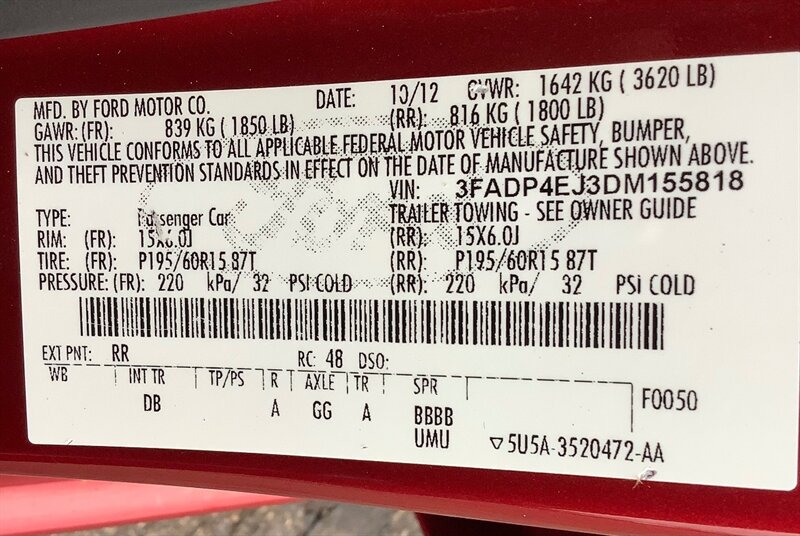 MFD. BY FORD MOTOR CO. DATE: 10/12 GVWR: 1642 KG ( 3620 LB)
GAWR: (FR): 839 KG ( 1850 LB) (RR): 816 KG ( 1800 LB)
THIS VEHICLE CONFORMS TO ALL APPLICABLE FEDERAL MOTOR VEHICLE SAFETY, BUMPER,
AND THEFT PREVENTION STANDARDS IN EFFECT ON THE DATE OF MANUFACTURE SHOWN ABOVE.
VIN: 3FADP4EJ3DM155818
TYPE: Passenger Car TRAILER TOWING - SEE OWNER GUIDE
RIM: (FR): 15X6.0J (RR): 15X6.0J
TIRE: (FR): P195/60R15 87T (RR): P195/60R15 87T
PRESSURE: (FR): 220 kPa/ 32 PSI COLD (RR): 220 kPa/ 32 PSi COLD
EXT PNT: RR RC: 48 DSO:
WB INT TR TP/PS R AXLE TR SPR F0050
DB A GG A BBBB
UMU ▽5U5A-3520472-AA
Ford